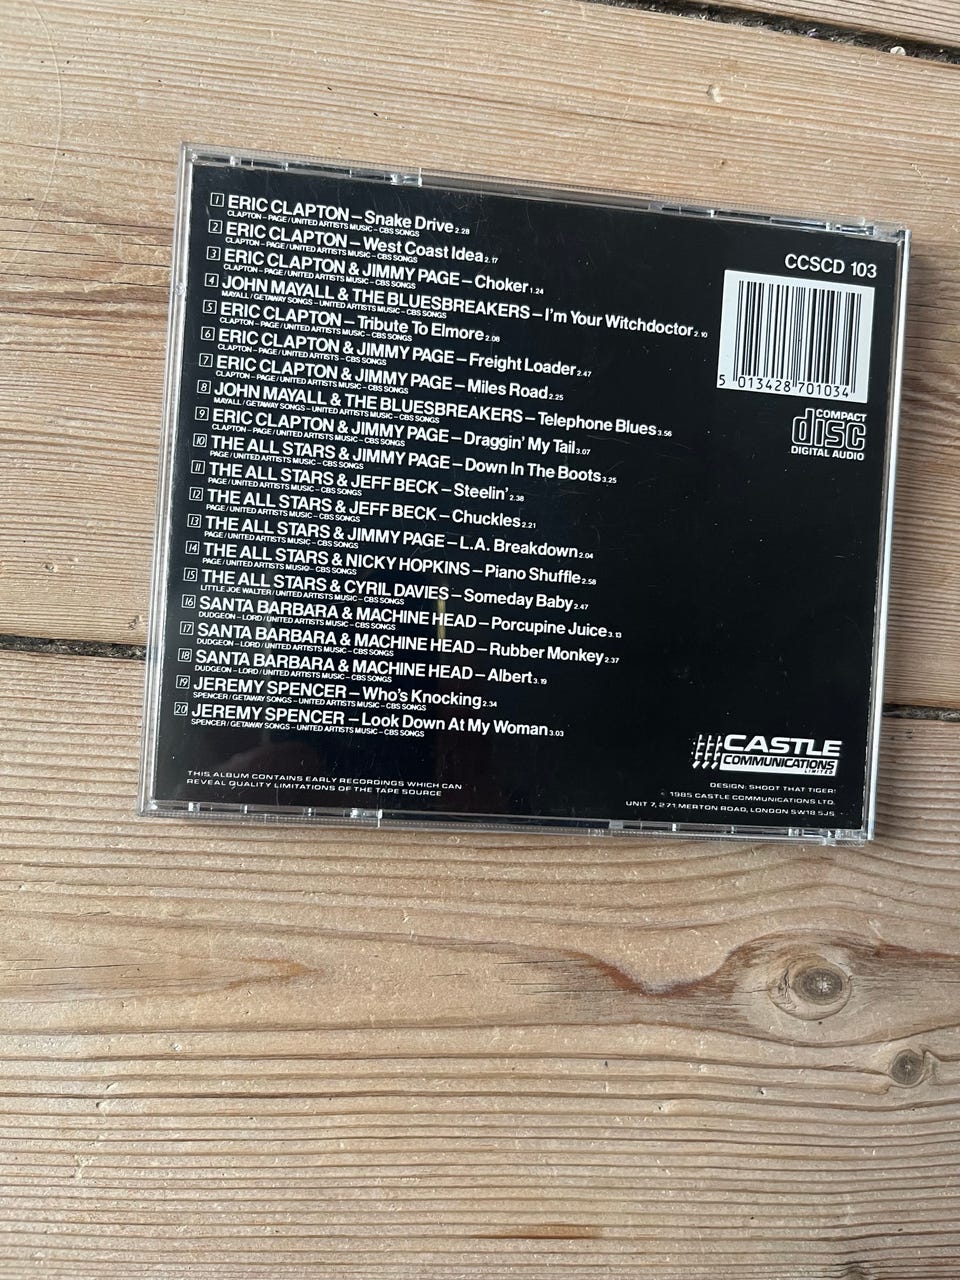 1 ERIC CLAPTON – Snake Drive 2.28
CLAPTON – PAGE / UNITED ARTISTS MUSIC – CBS SONGS
2 ERIC CLAPTON – West Coast Idea 2.17
CLAPTON – PAGE / UNITED ARTISTS MUSIC – CBS SONGS
3 ERIC CLAPTON & JIMMY PAGE – Choker 1.24
CLAPTON – PAGE / UNITED ARTISTS MUSIC – CBS SONGS
4 JOHN MAYALL & THE BLUESBREAKERS – I'm Your Witchdoctor 2.10
MAYALL / GETAWAY SONGS – UNITED ARTISTS MUSIC – CBS SONGS
5 ERIC CLAPTON – Tribute To Elmore 2.08
CLAPTON – PAGE / UNITED ARTISTS MUSIC – CBS SONGS
6 ERIC CLAPTON & JIMMY PAGE – Freight Loader 2.47
CLAPTON – PAGE / UNITED ARTISTS – CBS SONGS
7 ERIC CLAPTON & JIMMY PAGE – Miles Road 2.25
CLAPTON – PAGE / UNITED ARTISTS MUSIC – CBS SONGS
8 JOHN MAYALL & THE BLUESBREAKERS – Telephone Blues 3.56
MAYALL / GETAWAY SONGS – UNITED ARTISTS MUSIC – CBS SONGS
9 ERIC CLAPTON & JIMMY PAGE – Draggin' My Tail 3.07
CLAPTON – PAGE / UNITED ARTISTS MUSIC – CBS SONGS
10 THE ALL STARS & JIMMY PAGE – Down In The Boots 3.25
PAGE / UNITED ARTISTS MUSIC – CBS SONGS
11 THE ALL STARS & JEFF BECK – Steelin' 2.38
PAGE / UNITED ARTISTS MUSIC – CBS SONGS
12 THE ALL STARS & JEFF BECK – Chuckles 2.21
PAGE / UNITED ARTISTS MUSIC – CBS SONGS
13 THE ALL STARS & JIMMY PAGE – L.A. Breakdown 2.04
PAGE / UNITED ARTISTS MUSIC – CBS SONGS
14 THE ALL STARS & NICKY HOPKINS – Piano Shuffle 2.58
PAGE / UNITED ARTISTS MUSIC – CBS SONGS
15 THE ALL STARS & CYRIL DAVIES – Someday Baby 2.47
LITTLE JOE WALTER / UNITED ARTISTS MUSIC – CBS SONGS
16 SANTA BARBARA & MACHINE HEAD – Porcupine Juice 3.13
DUDGEON – LORD / UNITED ARTISTS MUSIC – CBS SONGS
17 SANTA BARBARA & MACHINE HEAD – Rubber Monkey 2.37
DUDGEON – LORD / UNITED ARTISTS MUSIC – CBS SONGS
18 SANTA BARBARA & MACHINE HEAD – Albert 3.19
DUDGEON – LORD / UNITED ARTISTS MUSIC – CBS SONGS
19 JEREMY SPENCER – Who's Knocking 2.34
SPENCER / GETAWAY SONGS – UNITED ARTISTS MUSIC – CBS SONGS
20 JEREMY SPENCER – Look Down At My Woman 3.03
SPENCER / GETAWAY SONGS – UNITED ARTISTS MUSIC – CBS SONGS
THIS ALBUM CONTAINS EARLY RECORDINGS WHICH CAN
REVEAL QUALITY LIMITATIONS OF THE TAPE SOURCE
CCSCD 103
5 013428 701034
COMPACT
disc
DIGITAL AUDIO
CASTLE
COMMUNICATIONS
LIMITED
DESIGN: SHOOT THAT TIGER!
1985 CASTLE COMMUNICATIONS LTD.
UNIT 7, 271 MERTON ROAD, LONDON SW18 5JS